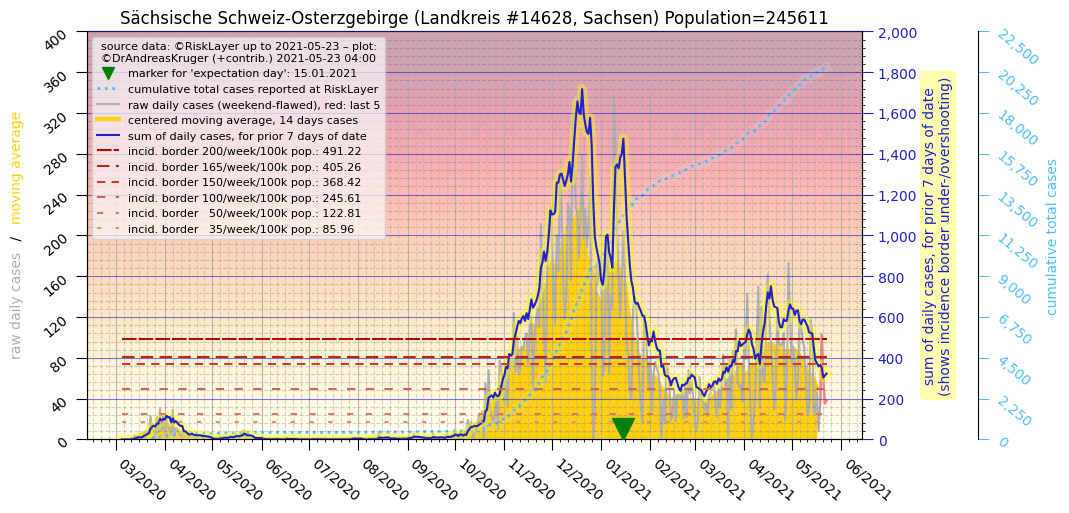 Sächsische Schweiz-Osterzgebirge (Landkreis #14628, Sachsen) Population=245611
source data: ©RiskLayer up to 2021-05-23 – plot:
©DrAndreasKruger (+contrib.) 2021-05-23 04:00
marker for 'expectation day': 15.01.2021
cumulative total cases reported at RiskLayer
raw daily cases (weekend-flawed), red: last 5
centered moving average, 14 days cases
sum of daily cases, for prior 7 days of date
incid. border 200/week/100k pop.: 491.22
incid. border 165/week/100k pop.: 405.26
incid. border 150/week/100k pop.: 368.42
incid. border 100/week/100k pop.: 245.61
incid. border 50/week/100k pop.: 122.81
incid. border 35/week/100k pop.: 85.96
raw daily cases / moving average
400
360
320
280
240
200
160
120
80
40
0
03/2020
04/2020
05/2020
06/2020
07/2020
08/2020
09/2020
10/2020
11/2020
12/2020
01/2021
02/2021
03/2021
04/2021
05/2021
06/2021
2,000
1,800
1,600
1,400
1,200
1,000
800
600
400
200
0
sum of daily cases, for prior 7 days of date
(shows incidence border under-/overshooting)
22,500
20,250
18,000
15,750
13,500
11,250
9,000
6,750
4,500
2,250
0
cumulative total cases